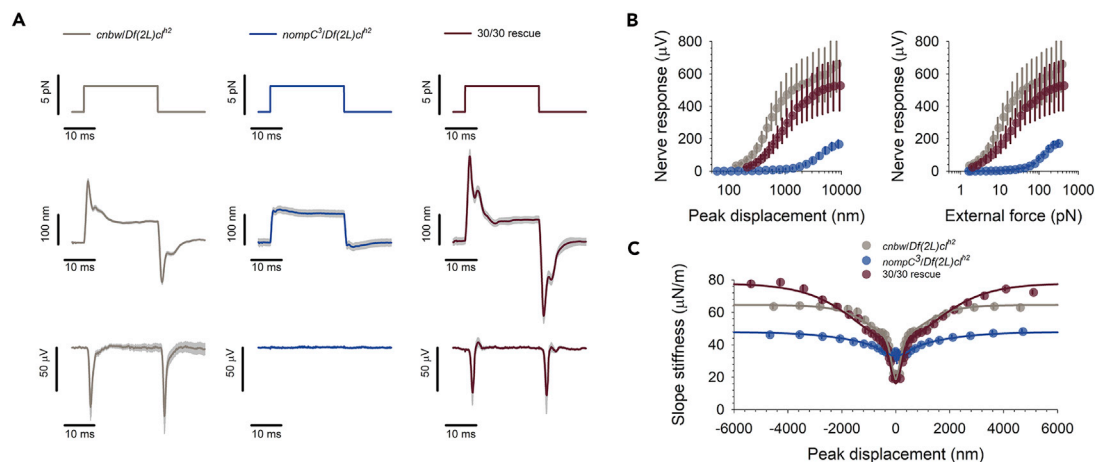 A
cnbw/Df(2L)cl^h2
nompC^3/Df(2L)cl^h2
30/30 rescue
5 pN
5 pN
5 pN
10 ms
10 ms
10 ms
100 nm
100 nm
100 nm
10 ms
10 ms
10 ms
50 µV
50 µV
50 µV
10 ms
10 ms
10 ms
B
Nerve response (µV)
800
600
400
200
0
100 1000 10000
Peak displacement (nm)
Nerve response (µV)
800
600
400
200
0
1 10 100 1000
External force (pN)
C
cnbw/Df(2L)cl^h2
nompC^3/Df(2L)cl^h2
30/30 rescue
Slope stiffness (µN/m)
100
80
60
40
20
0
-6000 -4000 -2000 0 2000 4000 6000
Peak displacement (nm)